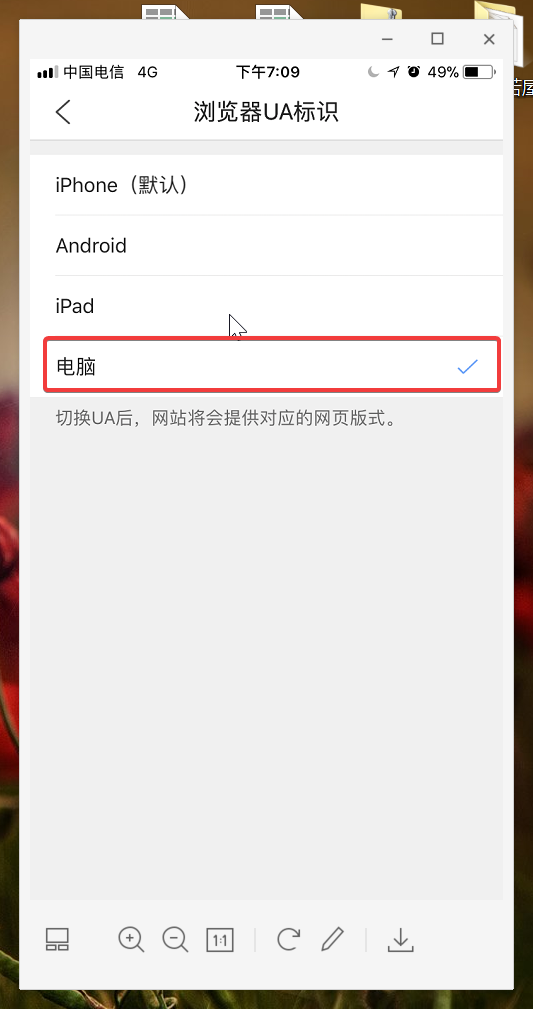 中国电信 4G 下午7:09 49%
浏览器UA标识
iPhone（默认）
Android
iPad
电脑
切换UA后，网站将会提供对应的网页版式。
1:1